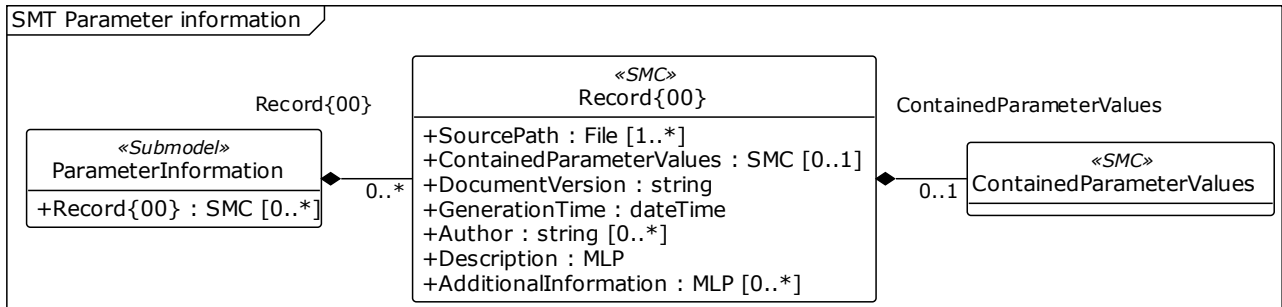 SMT Parameter information
Record{00}
0..*
ContainedParameterValues
0..1
«Submodel»
ParameterInformation
+Record{00} : SMC [0..*]
«SMC»
Record{00}
+SourcePath : File [1..*]
+ContainedParameterValues : SMC [0..1]
+DocumentVersion : string
+GenerationTime : dateTime
+Author : string [0..*]
+Description : MLP
+AdditionalInformation : MLP [0..*]
«SMC»
ContainedParameterValues